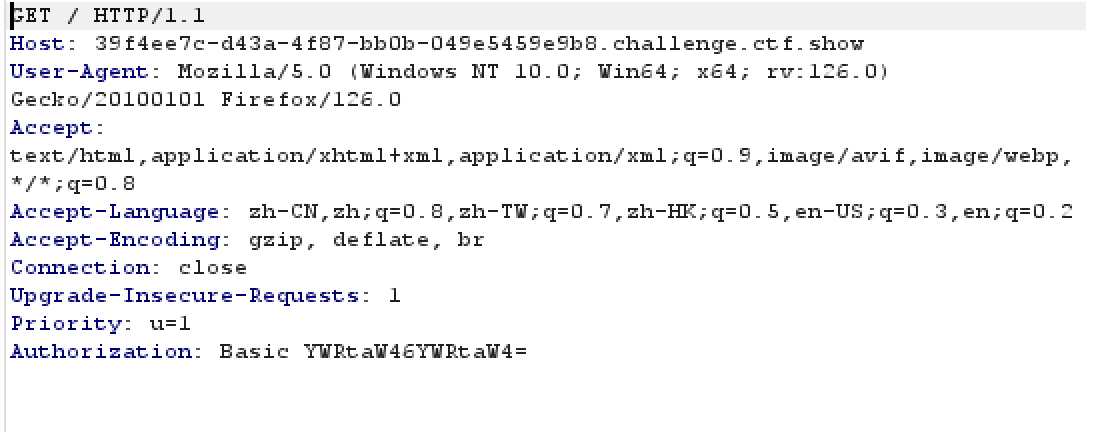 GET / HTTP/1.1
Host: 39f4ee7c-d43a-4f87-bb0b-049e5459e9b8.challenge.ctf.show
User-Agent: Mozilla/5.0 (Windows NT 10.0; Win64; x64; rv:126.0)
Gecko/20100101 Firefox/126.0
Accept:
text/html,application/xhtml+xml,application/xml;q=0.9,image/avif,image/webp,
*/*;q=0.8
Accept-Language: zh-CN,zh;q=0.8,zh-TW;q=0.7,zh-HK;q=0.5,en-US;q=0.3,en;q=0.2
Accept-Encoding: gzip, deflate, br
Connection: close
Upgrade-Insecure-Requests: 1
Priority: u=1
Authorization: Basic YWRtaW46YWRtaW4=